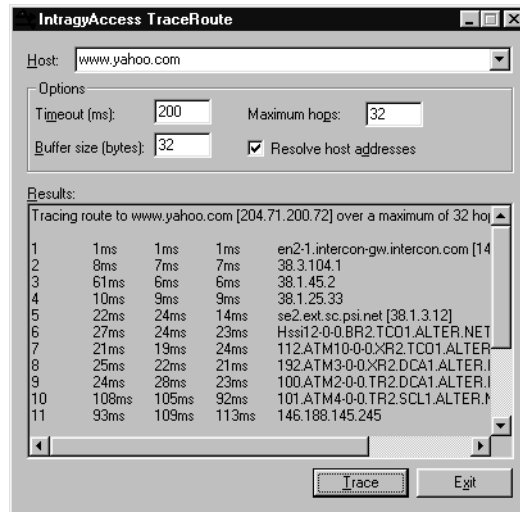 IntragyAccess TraceRoute
Host: www.yahoo.com
Options
Timeout (ms): 200 Maximum hops: 32
Buffer size (bytes): 32 Resolve host addresses
Results:
Tracing route to www.yahoo.com [204.71.200.72] over a maximum of 32 hop
1 1ms 1ms 1ms en2-1.intercon-gw.intercon.com [14
2 8ms 7ms 7ms 38.3.104.1
3 61ms 6ms 6ms 38.1.45.2
4 10ms 9ms 9ms 38.1.25.33
5 22ms 24ms 14ms se2.ext.sc.psi.net [38.1.3.12]
6 27ms 24ms 23ms Hssi12-0-0.BR2.TCO1.ALTER.NET
7 21ms 19ms 24ms 112.ATM10-0-0.XR2.TCO1.ALTER
8 25ms 22ms 21ms 192.ATM3-0-0.XR2.DCA1.ALTER.
9 24ms 28ms 23ms 100.ATM2-0-0.TR2.DCA1.ALTER.
10 108ms 105ms 92ms 101.ATM4-0-0.TR2.SCL1.ALTER.
11 93ms 109ms 113ms 146.188.145.245
Trace Exit